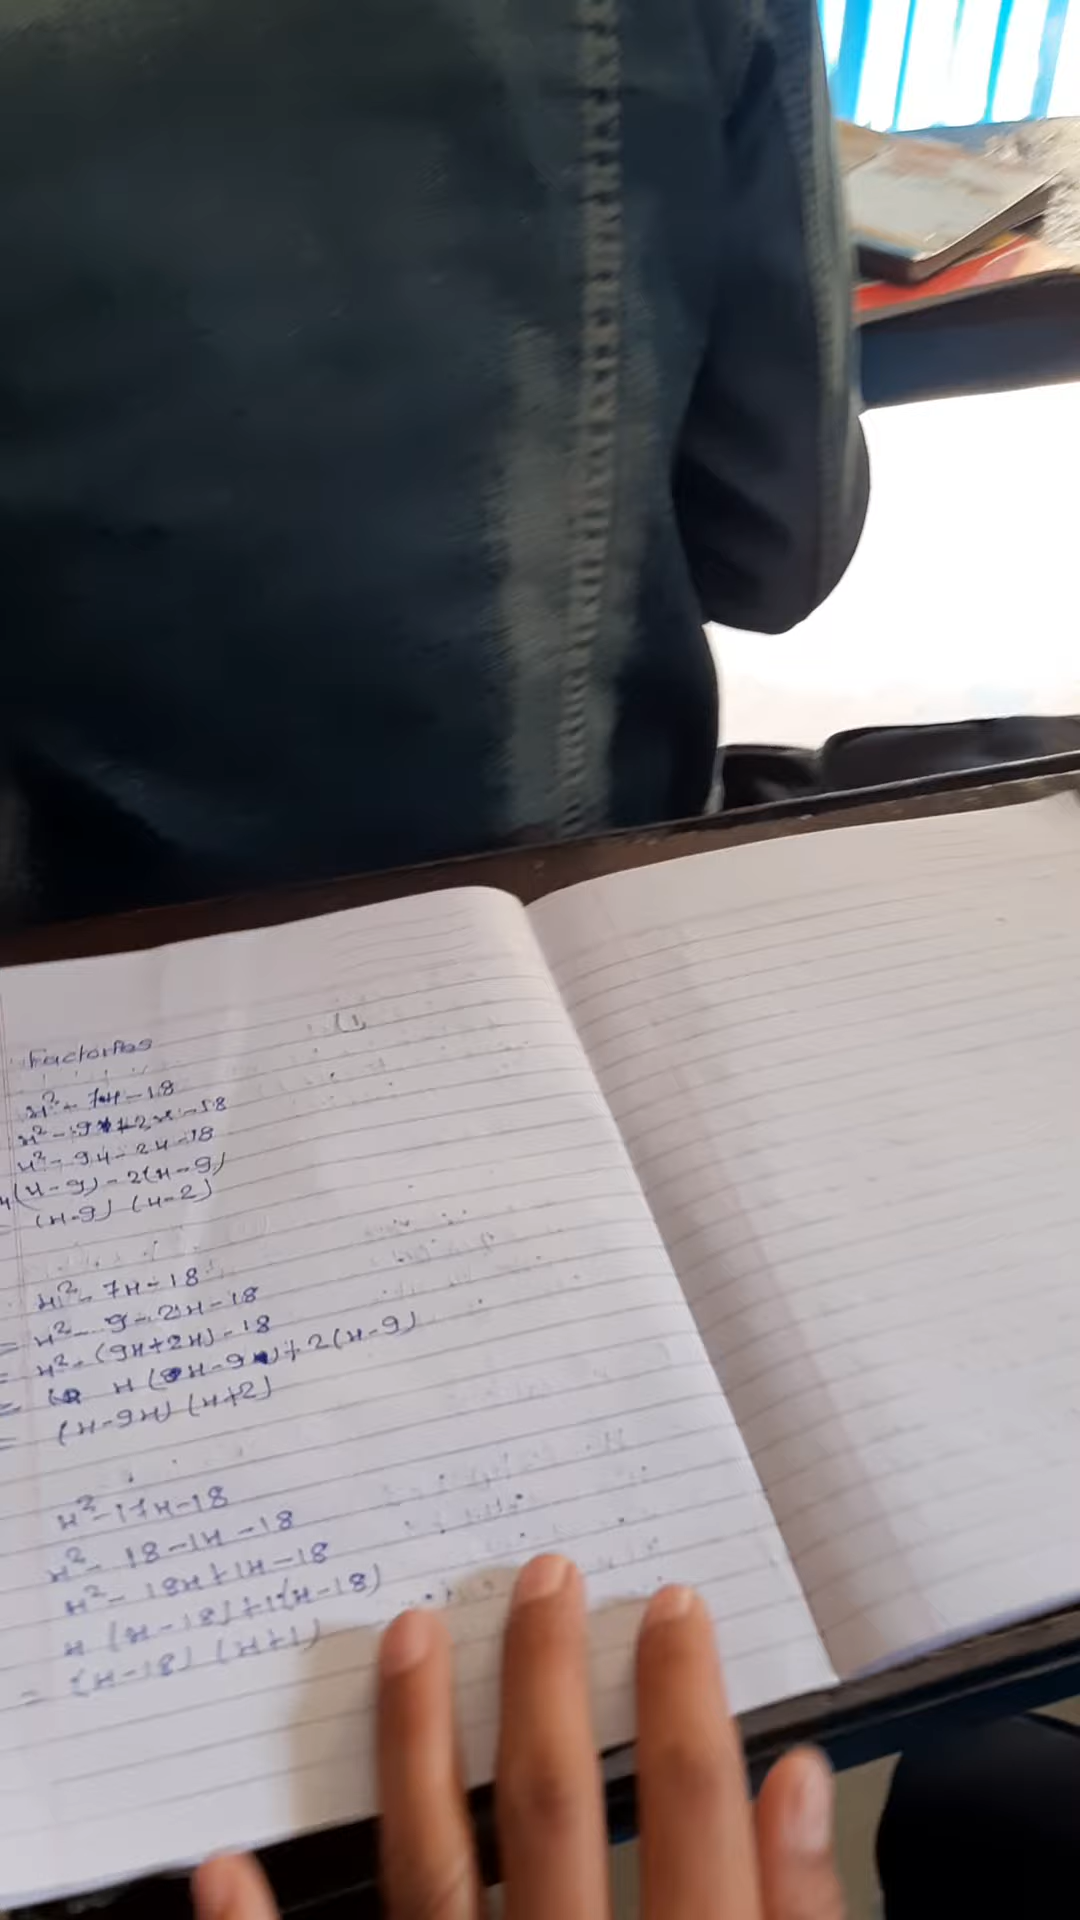 Factorfies
x² - 7x - 18
x² - 9x + 2x - 18
x² - 9x - 2x - 18
x(x - 9) - 2(x - 9)
= (x - 9) (x - 2)
x² - 7x - 18
= x² - 9 - 2x - 18
= x² - (9x + 2x) - 18
= x (x - 9) + 2(x - 9)
= (x - 9x) (x + 2)
x² - 17x - 18
x² - 18 - 1x - 18
x² - 18x + 1x - 18
x (x - 18) + 1(x - 18)
= (x - 18) (x + 1)